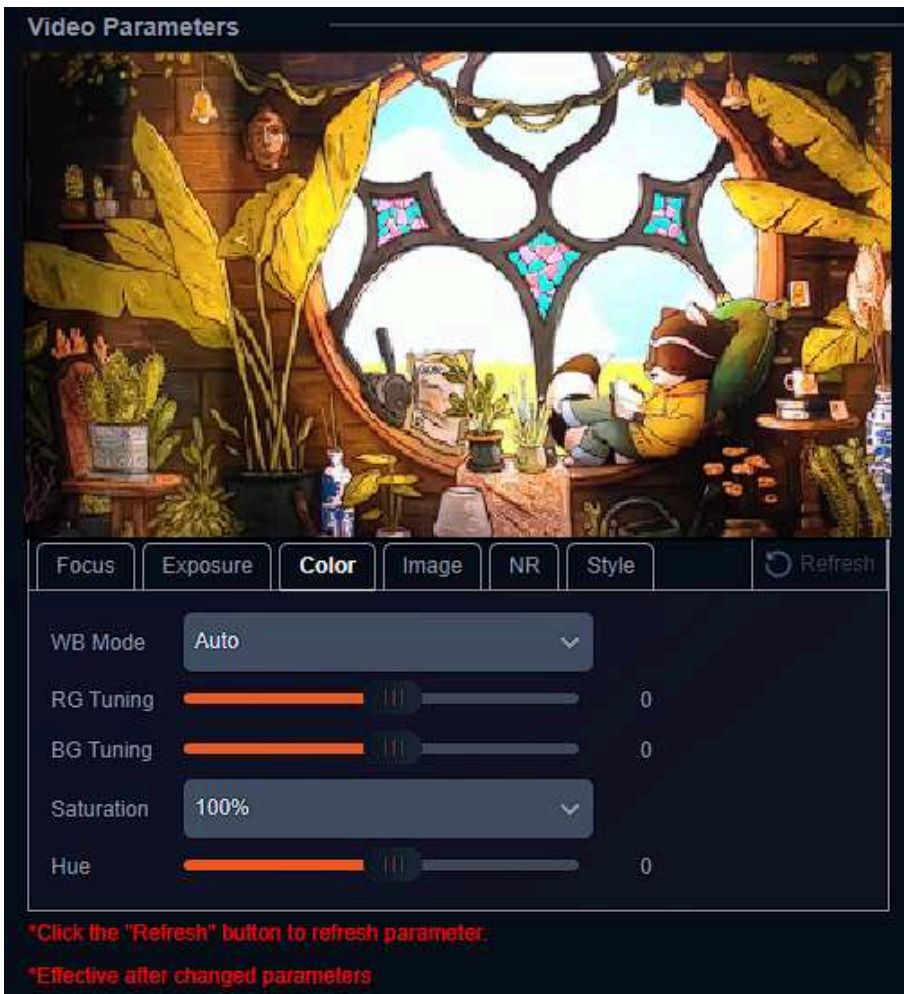 Video Parameters
Focus Exposure Color Image NR Style Refresh
WB Mode Auto
RG Tuning 0
BG Tuning 0
Saturation 100%
Hue 0
*Click the "Refresh" button to refresh parameter.
*Effective after changed parameters